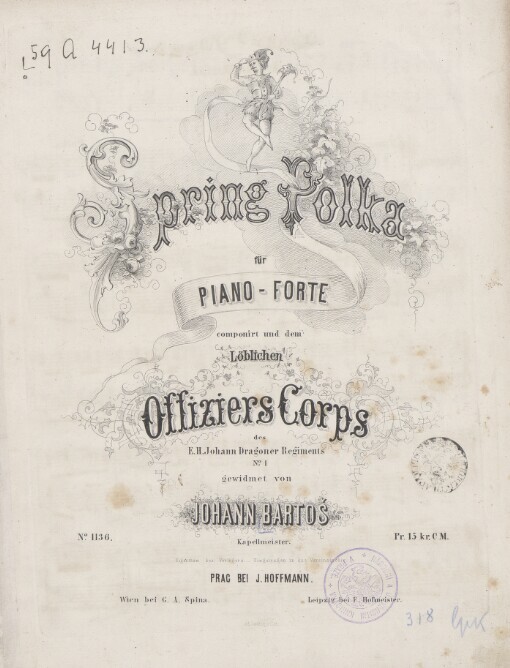 59 A 4413.
Spring Polka
für
PIANO-FORTE
componirt und dem
Löblichen
Offiziers Corps
des
E.H. Johann Dragoner Regiments
No. 1
gewidmet von
JOHANN BARTOŠ
Kapellmeister.
No. 1136.
Pr. 15 kr. C M.
PRAG BEI J. HOFFMANN.
Wien bei G. A. Spina.
Leipzig bei F. Hofmeister.
318